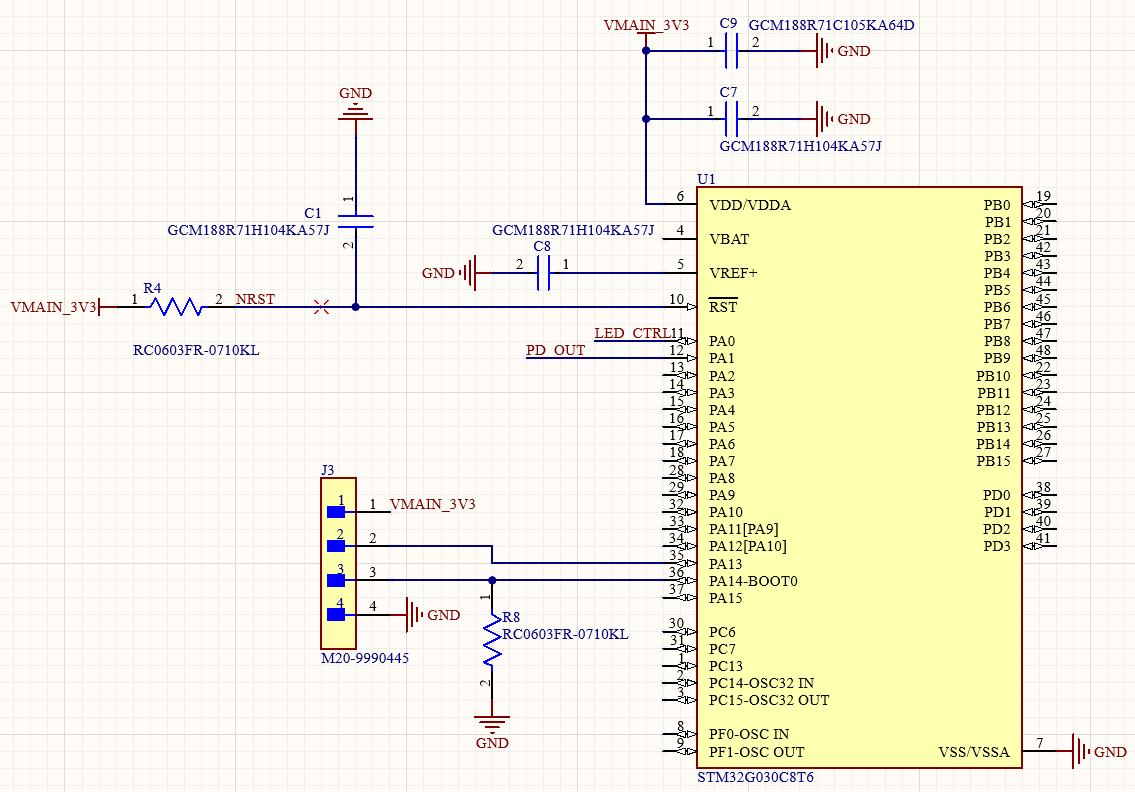 VMAIN_3V3
C9 GCM188R71C105KA64D
1 2
GND
C7
1 2
GND
GCM188R71H104KA57J
GND
1
C1
GCM188R71H104KA57J
2
GCM188R71H104KA57J
C8
GND 2 1
VMAIN_3V3 1 R4 2 NRST
RC0603FR-0710KL
LED_CTRL
PD_OUT
U1
6 VDD/VDDA
4 VBAT
5 VREF+
10 RST
11 PA0
12 PA1
13 PA2
14 PA3
15 PA4
16 PA5
17 PA6
18 PA7
28 PA8
29 PA9
32 PA10
33 PA11[PA9]
34 PA12[PA10]
35 PA13
36 PA14-BOOT0
37 PA15
30 PC6
31 PC7
1 PC13
2 PC14-OSC32 IN
3 PC15-OSC32 OUT
8 PF0-OSC IN
9 PF1-OSC OUT
PB0 19
PB1 20
PB2 21
PB3 42
PB4 43
PB5 44
PB6 45
PB7 46
PB8 47
PB9 48
PB10 22
PB11 23
PB12 24
PB13 25
PB14 26
PB15 27
PD0 38
PD1 39
PD2 40
PD3 41
VSS/VSSA 7 GND
STM32G030C8T6
J3
1 1 VMAIN_3V3
2 2
3 3
4 4 GND
M20-9990445
1
R8
RC0603FR-0710KL
2
GND